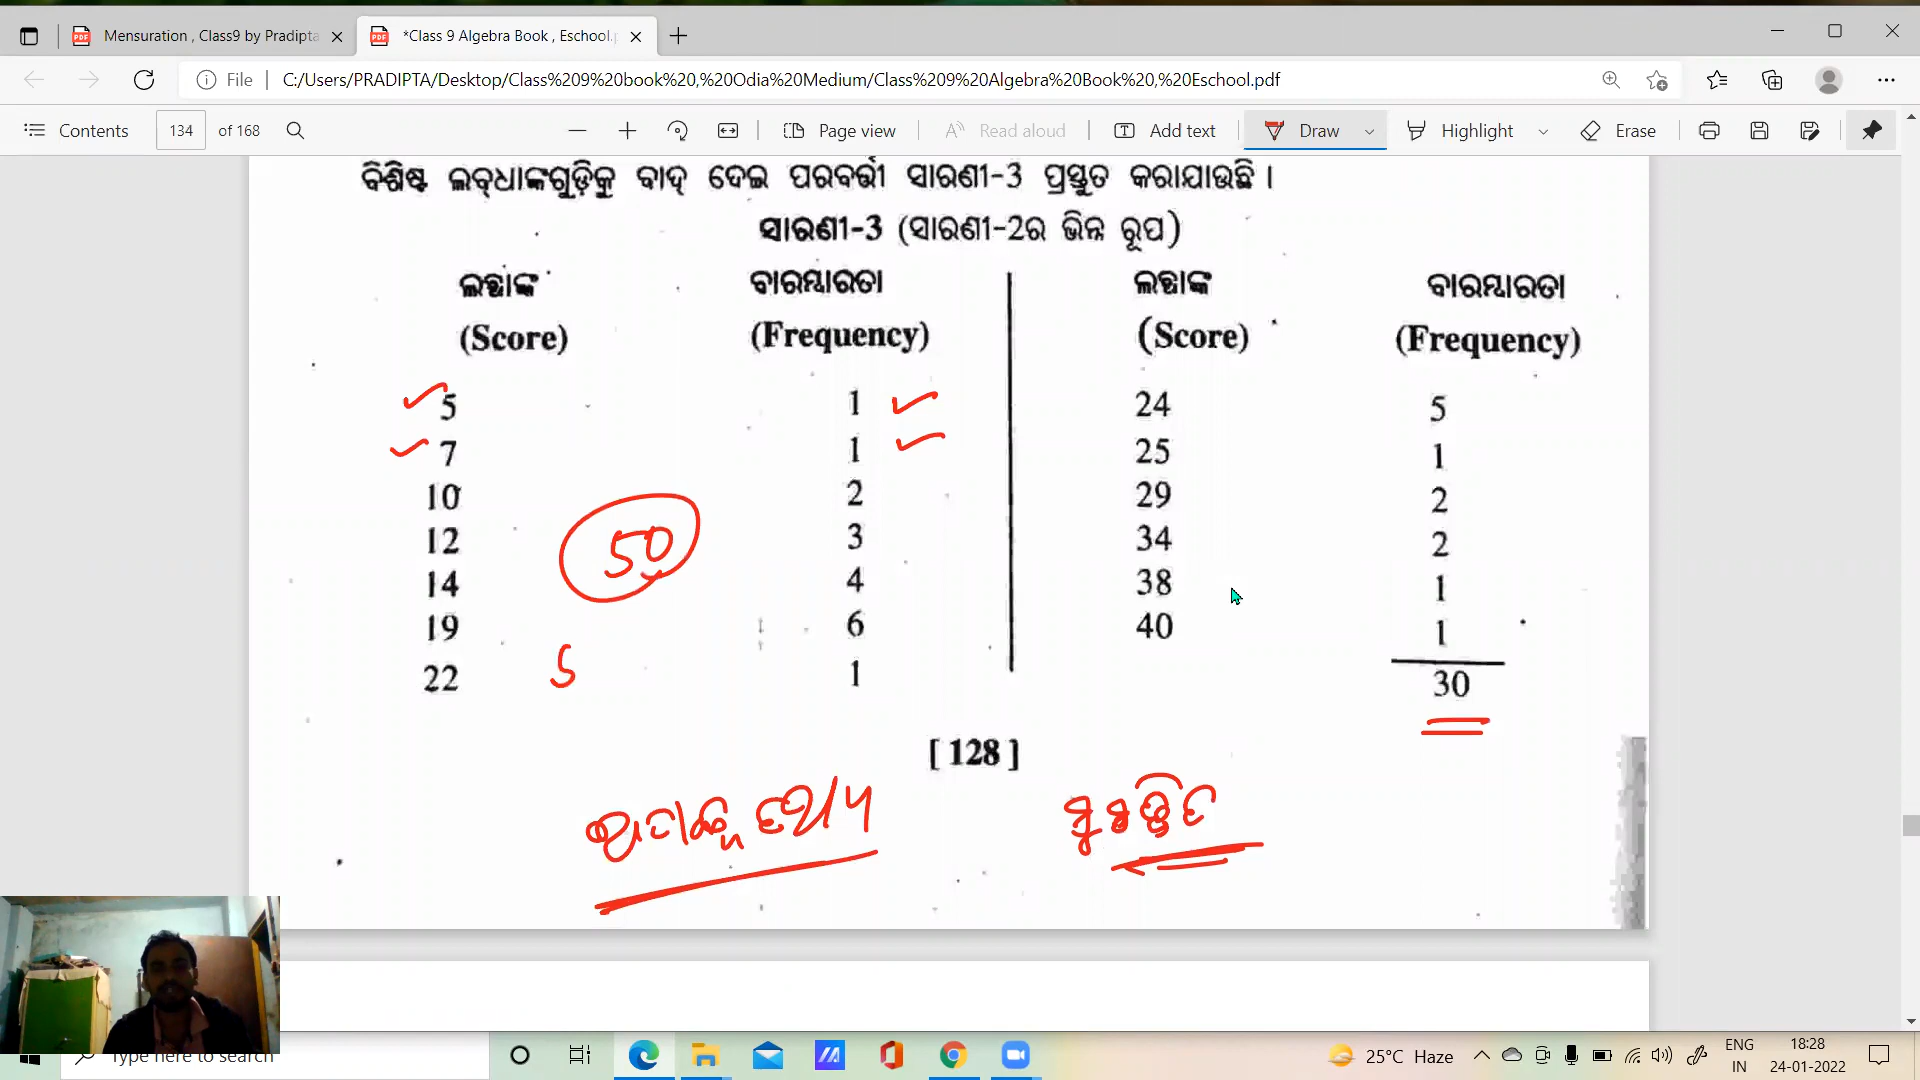 Mensuration , Class9 by Pradipta
*Class 9 Algebra Book , Eschool.p
File C:/Users/PRADIPTA/Desktop/Class%209%20book%20,%20Odia%20Medium/Class%209%20Algebra%20Book%20,%20Eschool.pdf
Contents 134 of 168 Page view Read aloud Add text Draw Highlight Erase
ବିଶିଷ୍ଟ ଲବ୍ଧାଙ୍କଗୁଡ଼ିକୁ ବାଦ୍ ଦେଇ ପରବର୍ତ୍ତୀ ସାରଣୀ-3 ପ୍ରସ୍ତୁତ କରାଯାଉଛି ।
ସାରଣୀ-3 (ସାରଣୀ-2ର ଭିନ୍ନ ରୂପ)
ଲବ୍ଧାଙ୍କ ବାରମ୍ବାରତା ଲବ୍ଧାଙ୍କ ବାରମ୍ବାରତା
(Score) (Frequency) (Score) (Frequency)
5 1 24 5
7 1 25 1
10 2 29 2
12 3 34 2
50
14 4 38 1
19 6 40 1
22 5 1 30
[ 128 ]
Type here to search
25°C Haze
ENG
IN
18:28
24-01-2022